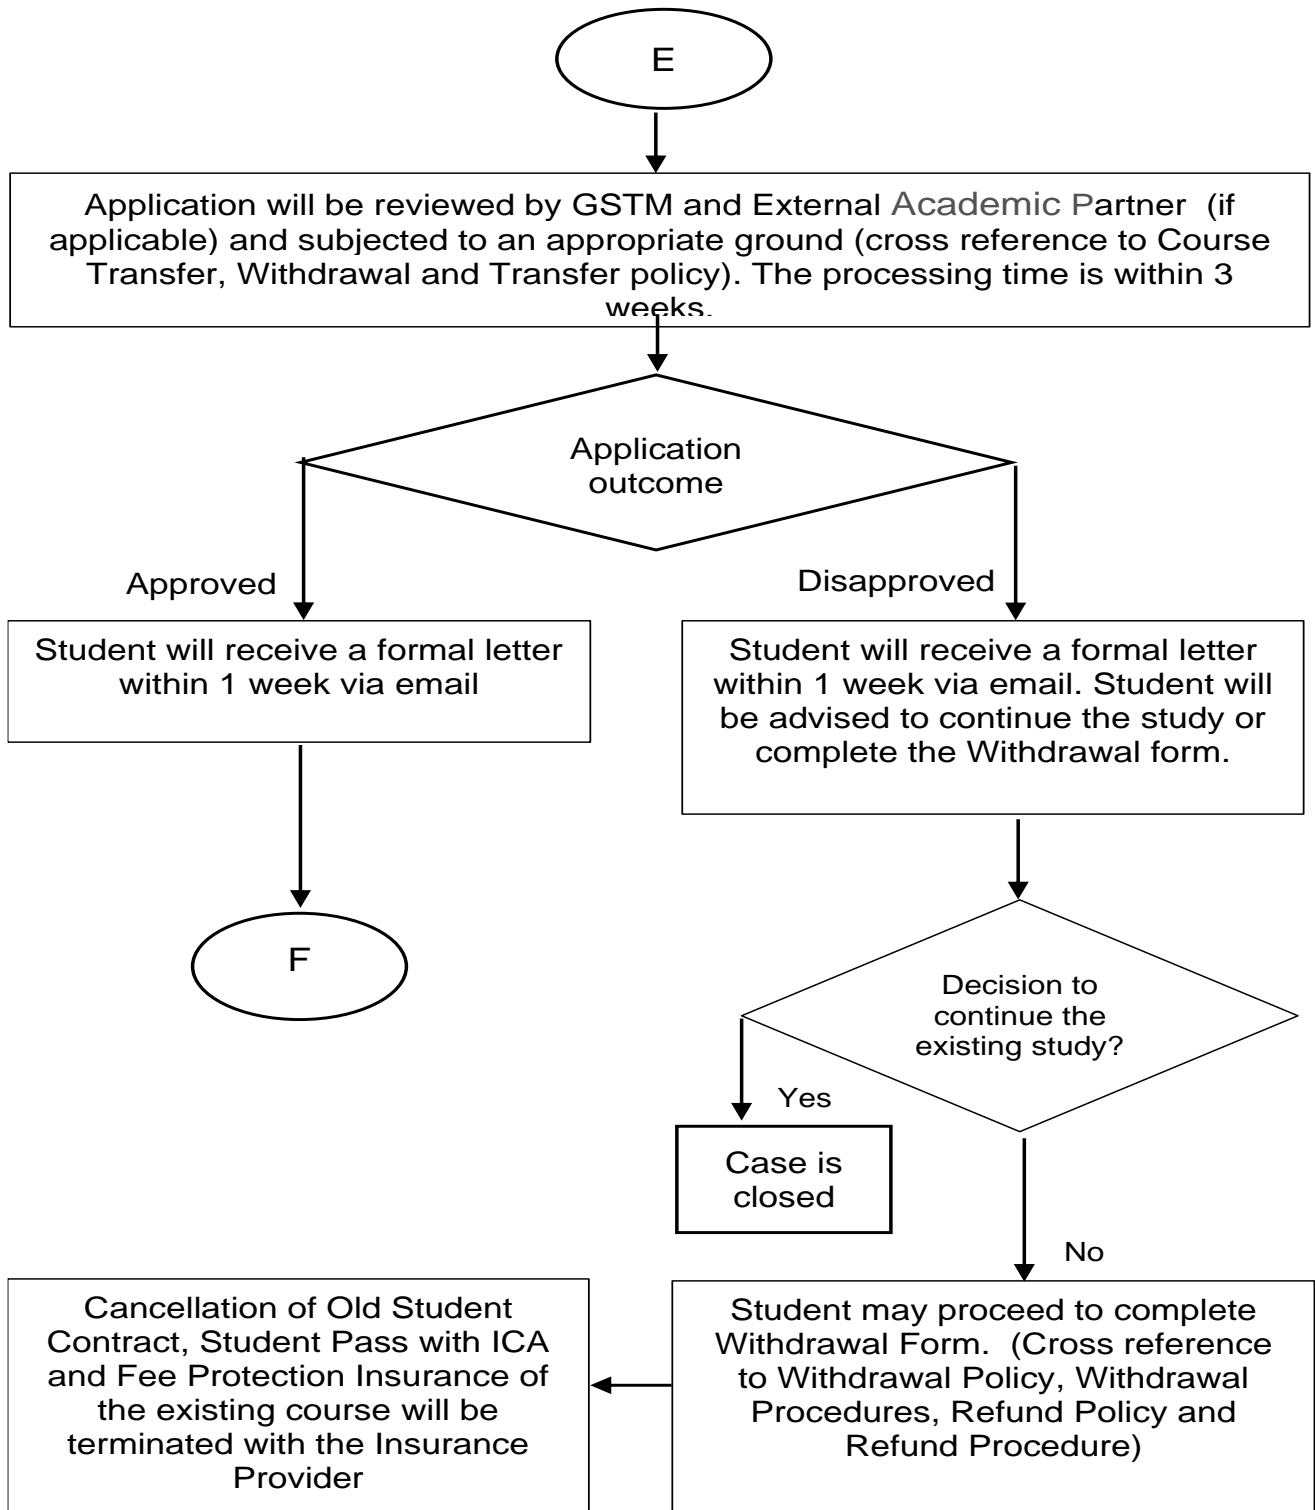 E
Application will be reviewed by GSTM and External Academic Partner (if
applicable) and subjected to an appropriate ground (cross reference to Course
Transfer, Withdrawal and Transfer policy). The processing time is within 3
weeks.
Application
outcome
Approved
Disapproved
Student will receive a formal letter
within 1 week via email
Student will receive a formal letter
within 1 week via email. Student will
be advised to continue the study or
complete the Withdrawal form.
F
Decision to
continue the
existing study?
Yes
Case is
closed
No
Cancellation of Old Student
Contract, Student Pass with ICA
and Fee Protection Insurance of
the existing course will be
terminated with the Insurance
Provider
Student may proceed to complete
Withdrawal Form. (Cross reference
to Withdrawal Policy, Withdrawal
Procedures, Refund Policy and
Refund Procedure)